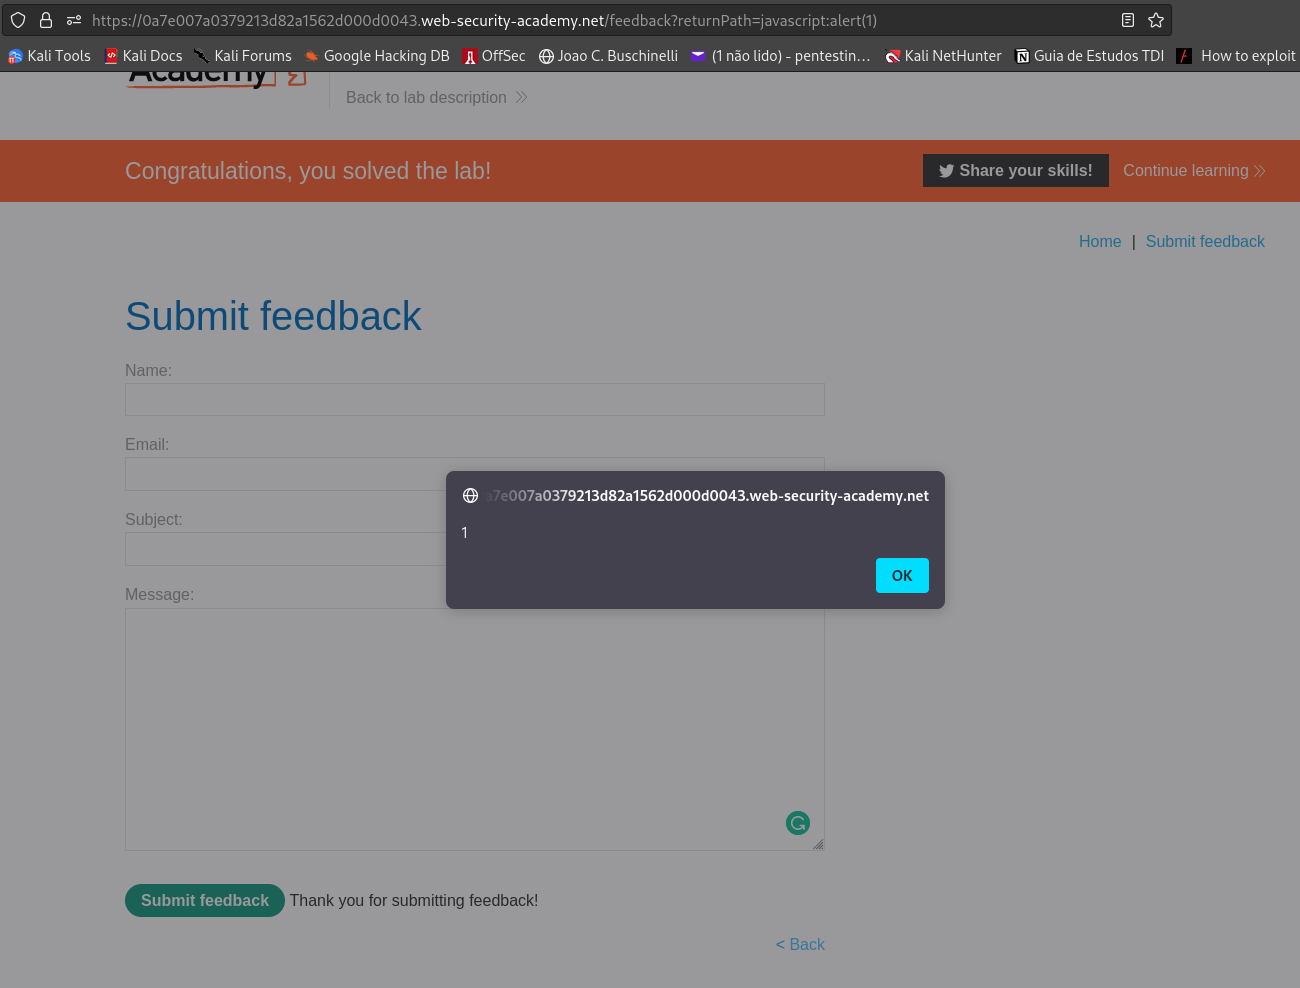 https://0a7e007a0379213d82a1562d000d0043.web-security-academy.net/feedback?returnPath=javascript:alert(1)
Kali Tools Kali Docs Kali Forums Google Hacking DB OffSec Joao C. Buschinelli (1 não lido) - pentestin… Kali NetHunter Guia de Estudos TDI How to exploit
Academy
Back to lab description
Congratulations, you solved the lab!
Share your skills! Continue learning
Home | Submit feedback
Submit feedback
Name:
Email:
a7e007a0379213d82a1562d000d0043.web-security-academy.net
Subject:
1
OK
Message:
Submit feedback Thank you for submitting feedback!
< Back